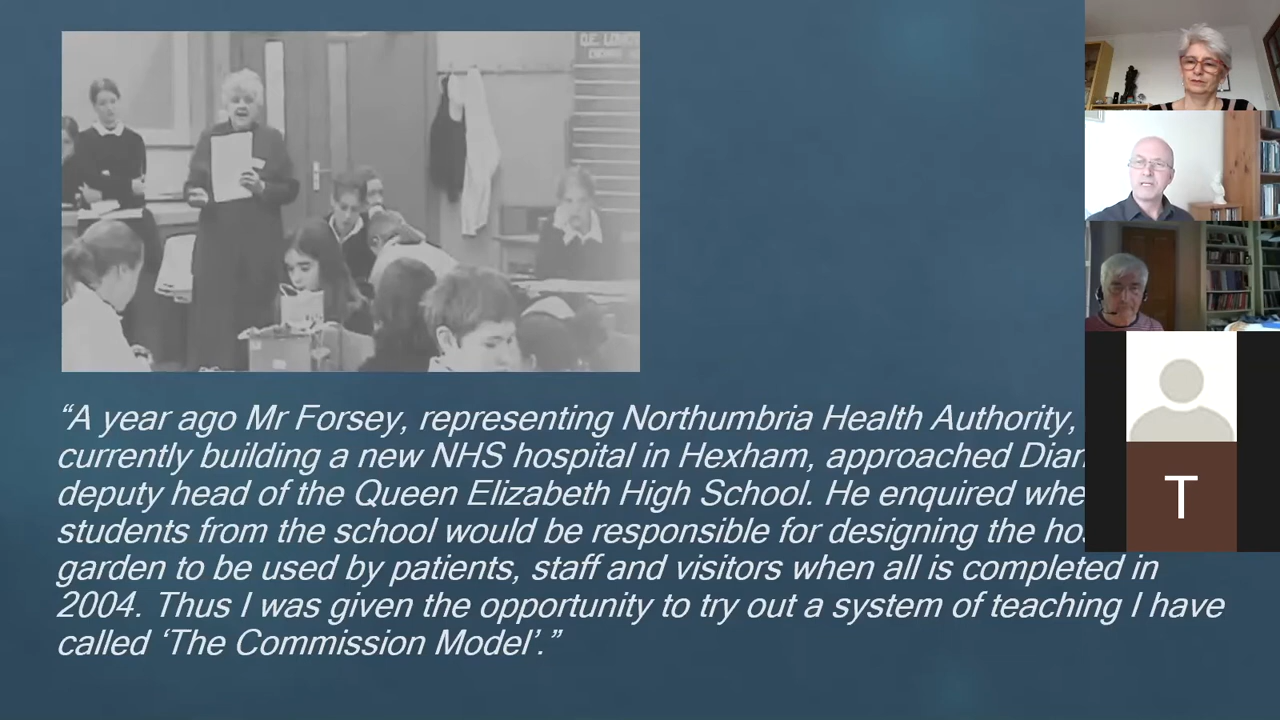 “A year ago Mr Forsey, representing Northumbria Health Authority,
currently building a new NHS hospital in Hexham, approached
deputy head of the Queen Elizabeth High School. He enquired
students from the school would be responsible for designing the
garden to be used by patients, staff and visitors when all is completed in
2004. Thus I was given the opportunity to try out a system of teaching I have
called ‘The Commission Model’.”
T